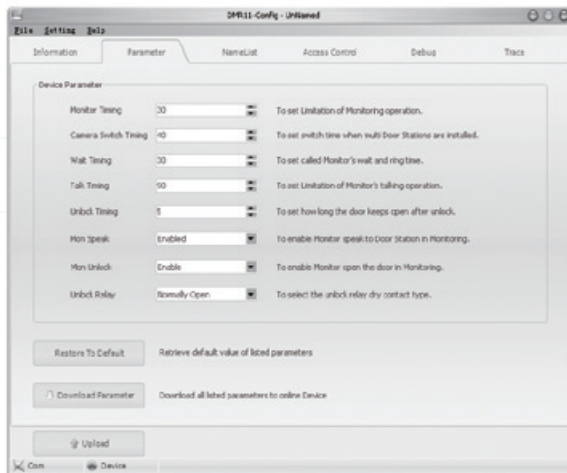 DMR11-Config - UnNamed
File Setting Help
Information Parameter NameList Access Control Debug Trace
Device Parameter
Monitor Timing 30 To set Limitation of Monitoring operation.
Camera Switch Timing 40 To set switch time when multi Door Stations are installed.
Wait Timing 30 To set called Monitor's wait and ring time.
Talk Timing 90 To set Limitation of Monitor's talking operation.
Unlock Timing 5 To set how long the door keeps open after unlock.
Mon Speak Enabled To enable Monitor speak to Door Station in Monitoring.
Mon Unlock Enable To enable Monitor open the door in Monitoring.
Unlock Relay Normally Open To select the unlock relay dry contact type.
Restore To Default Retrieve default value of listed parameters
Download Parameter Download all listed parameters to online Device
Upload
Com Device